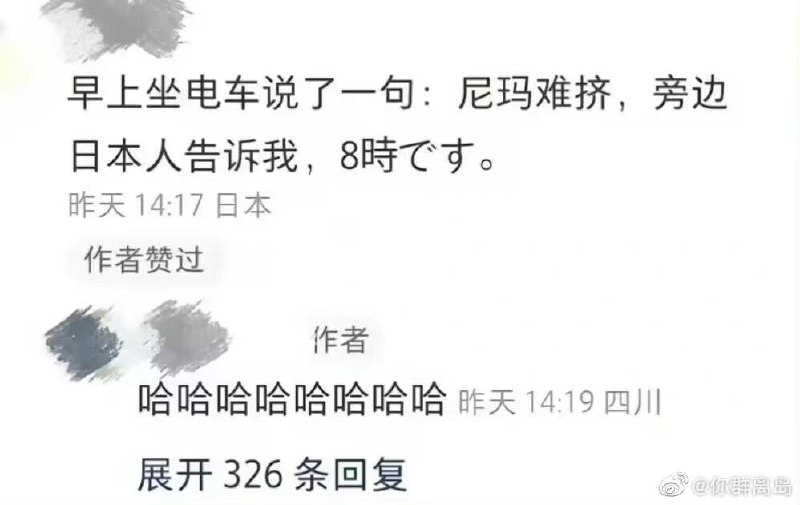 早上坐电车说了一句：尼玛难挤，旁边
日本人告诉我，8時です。
昨天 14:17 日本
作者赞过
作者
哈哈哈哈哈哈哈哈 昨天 14:19 四川
展开 326 条回复
@你群离岛